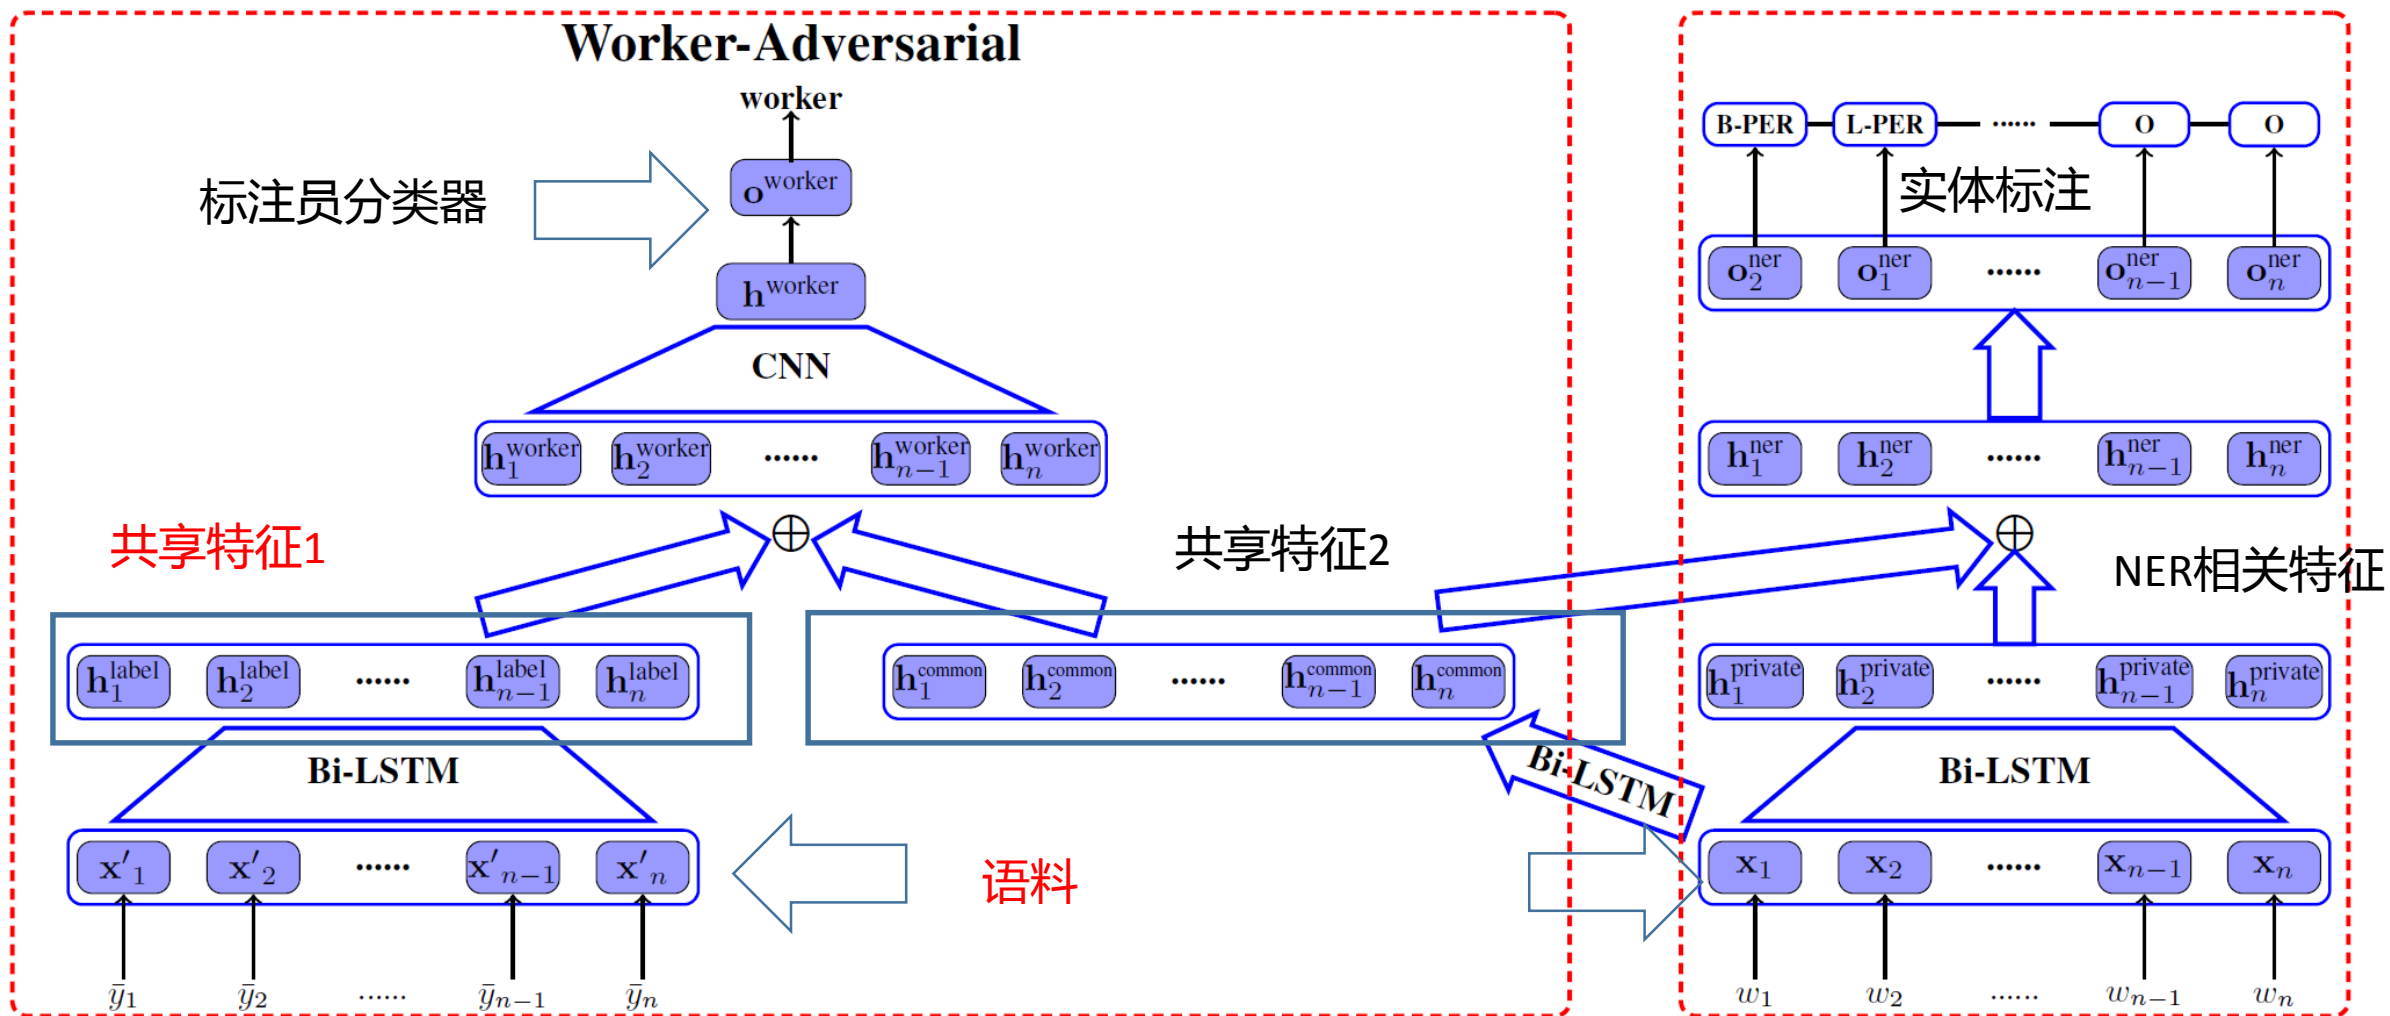 Worker-Adversarial
worker
标注员分类器
o^worker
h^worker
CNN
h_1^worker h_2^worker ...... h_{n-1}^worker h_n^worker
共享特征1
共享特征2
h_1^label h_2^label ...... h_{n-1}^label h_n^label
h_1^common h_2^common ...... h_{n-1}^common h_n^common
Bi-LSTM
Bi-LSTM
x'_1 x'_2 ...... x'_{n-1} x'_n
语料
ȳ_1 ȳ_2 ...... ȳ_{n-1} ȳ_n
B-PER L-PER ...... O O
实体标注
o_2^ner o_1^ner ...... o_{n-1}^ner o_n^ner
h_1^ner h_2^ner ...... h_{n-1}^ner h_n^ner
NER相关特征
h_1^private h_2^private ...... h_{n-1}^private h_n^private
Bi-LSTM
x_1 x_2 ...... x_{n-1} x_n
w_1 w_2 ...... w_{n-1} w_n